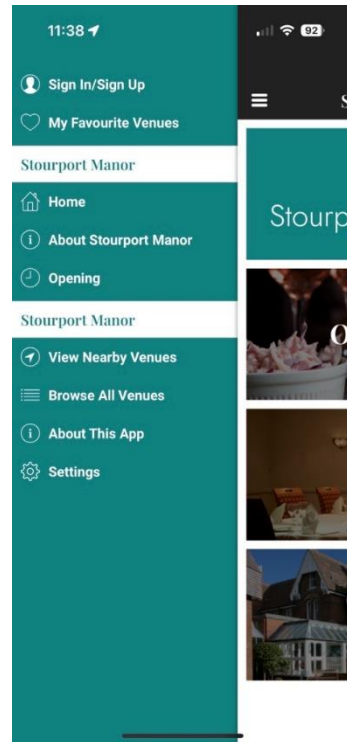 11:38
92
Sign In/Sign Up
My Favourite Venues
Stourport Manor
Home
About Stourport Manor
Opening
Stourport Manor
View Nearby Venues
Browse All Venues
About This App
Settings
S
Stourp
O